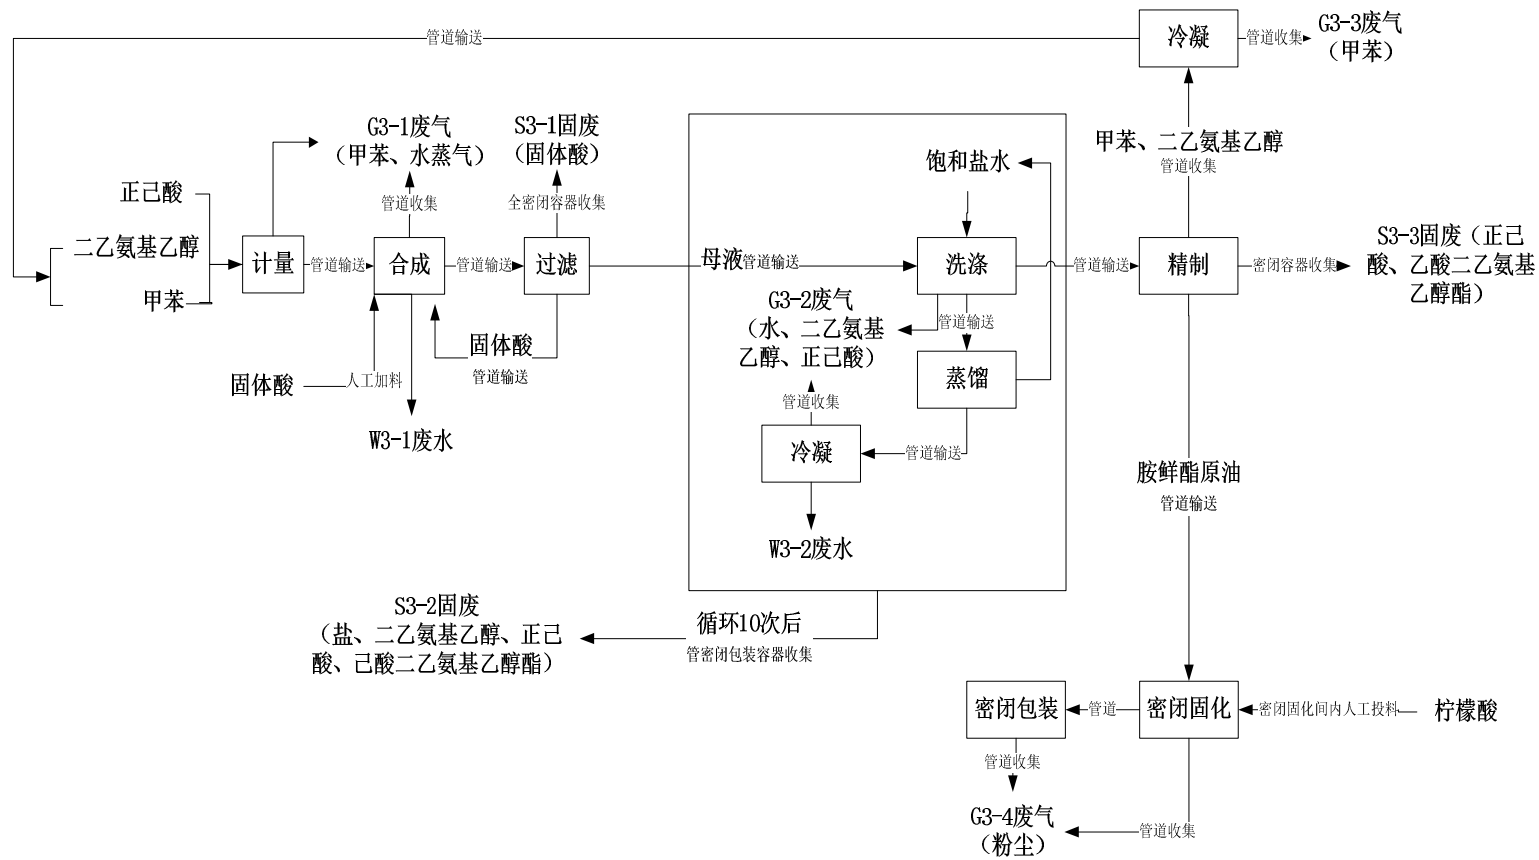 冷凝
管道收集
G3-3废气
（甲苯）
管道输送
甲苯、二乙氨基乙醇
管道收集
G3-1废气
（甲苯、水蒸气）
管道收集
S3-1固废
（固体酸）
全密闭容器收集
饱和盐水
正己酸
二乙氨基乙醇
甲苯
计量
管道输送
合成
管道输送
过滤
母液管道输送
洗涤
管道输送
精制
密闭容器收集
S3-3固废（正己
酸、乙酸二乙氨基
乙醇酯）
固体酸
管道输送
固体酸
人工加料
W3-1废水
G3-2废气
（水、二乙氨基
乙醇、正己酸）
管道输送
蒸馏
管道收集
冷凝
管道输送
W3-2废水
胺鲜酯原油
管道输送
S3-2固废
（盐、二乙氨基乙醇、正己
酸、己酸二乙氨基乙醇酯）
循环10次后
管密闭包装容器收集
密闭包装
管道
密闭固化
密闭固化间内人工投料
柠檬酸
管道收集
G3-4废气
（粉尘）
管道收集